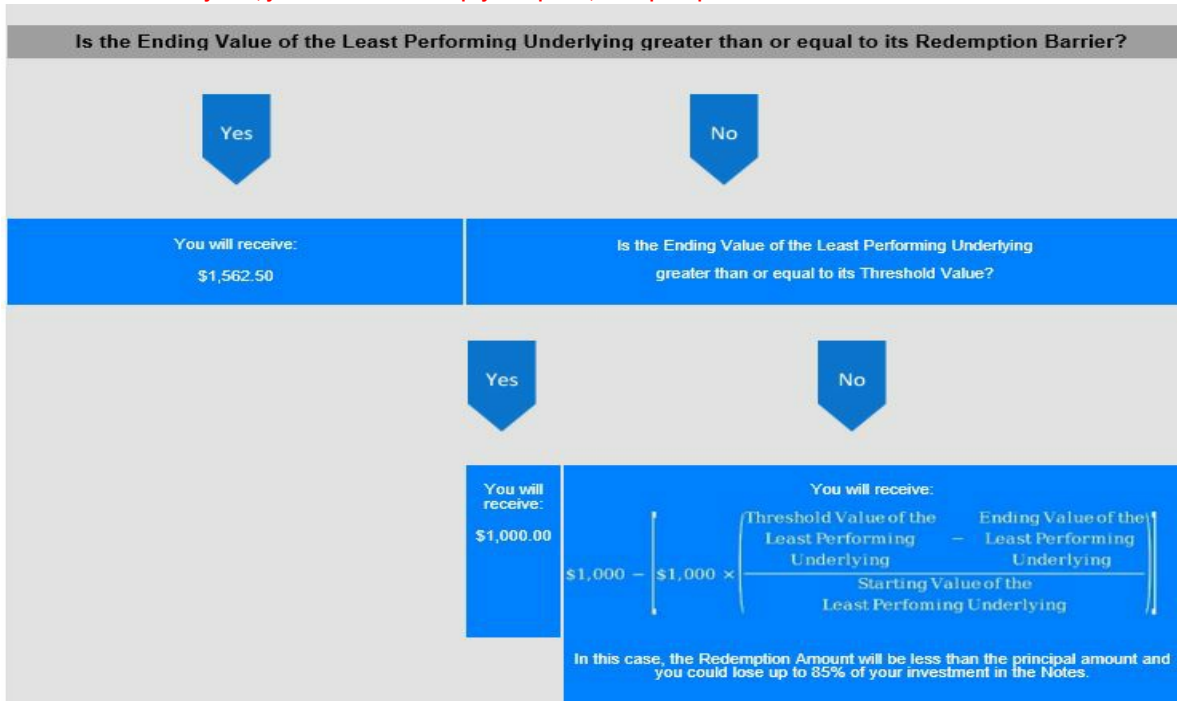 Is the Ending Value of the Least Performing Underlying greater than or equal to its Redemption Barrier?
Yes
No
You will receive:
$1,562.50
Is the Ending Value of the Least Performing Underlying
greater than or equal to its Threshold Value?
Yes
No
You will
receive:
$1,000.00
You will receive:
$1,000 − [$1,000 × (
Threshold Value of the
Least Performing
Underlying
−
Ending Value of the
Least Performing
Underlying
Starting Value of the
Least Perfoming Underlying
)]
In this case, the Redemption Amount will be less than the principal amount and
you could lose up to 85% of your investment in the Notes.